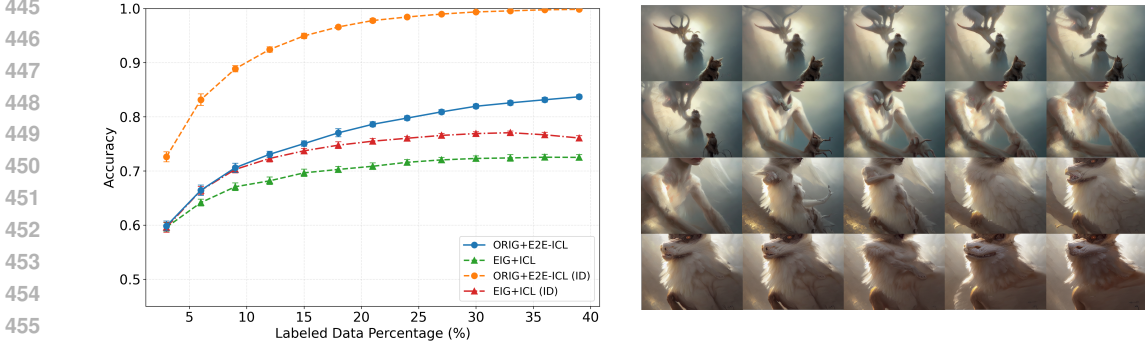 445
446
447
448
449
450
451
452
453
454
455
1.0
0.9
0.8
0.7
0.6
0.5
Accuracy
5 10 15 20 25 30 35 40
Labeled Data Percentage (%)
ORIG+E2E-ICL
EIG+ICL
ORIG+E2E-ICL (ID)
EIG+ICL (ID)